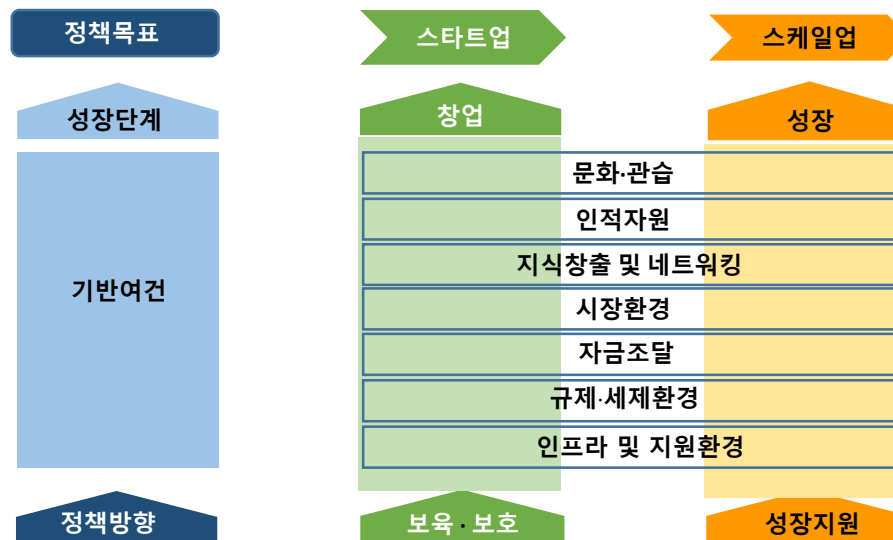 정책목표
스타트업
스케일업
성장단계
창업
성장
기반여건
문화·관습
인적자원
지식창출 및 네트워킹
시장환경
자금조달
규제·세제환경
인프라 및 지원환경
정책방향
보육·보호
성장지원